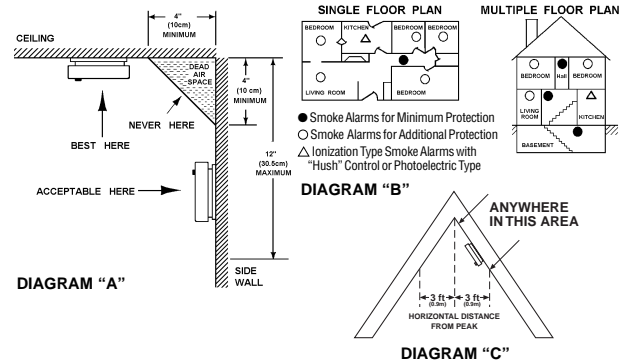 4"
(10cm)
MINIMUM
CEILING
DEAD
AIR
SPACE
4"
(10 cm)
MINIMUM
NEVER HERE
BEST HERE
12"
(30.5cm)
MAXIMUM
ACCEPTABLE HERE
SIDE
WALL
DIAGRAM “A”
SINGLE FLOOR PLAN
BEDROOM
KITCHEN
BEDROOM
BEDROOM
LIVING ROOM
BEDROOM
MULTIPLE FLOOR PLAN
BEDROOM
Hall
BEDROOM
LIVING
ROOM
KITCHEN
BASEMENT
Smoke Alarms for Minimum Protection
Smoke Alarms for Additional Protection
Ionization Type Smoke Alarms with
“Hush” Control or Photoelectric Type
DIAGRAM “B”
ANYWHERE
IN THIS AREA
3 ft
(0.9m)
3 ft
(0.9m)
HORIZONTAL DISTANCE
FROM PEAK
DIAGRAM “C”